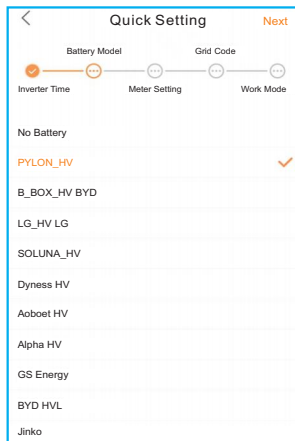 Quick Setting Next
Battery Model Grid Code
Inverter Time Meter Setting Work Mode
No Battery
PYLON_HV
B_BOX_HV BYD
LG_HV LG
SOLUNA_HV
Dyness HV
Aoboet HV
Alpha HV
GS Energy
BYD HVL
Jinko